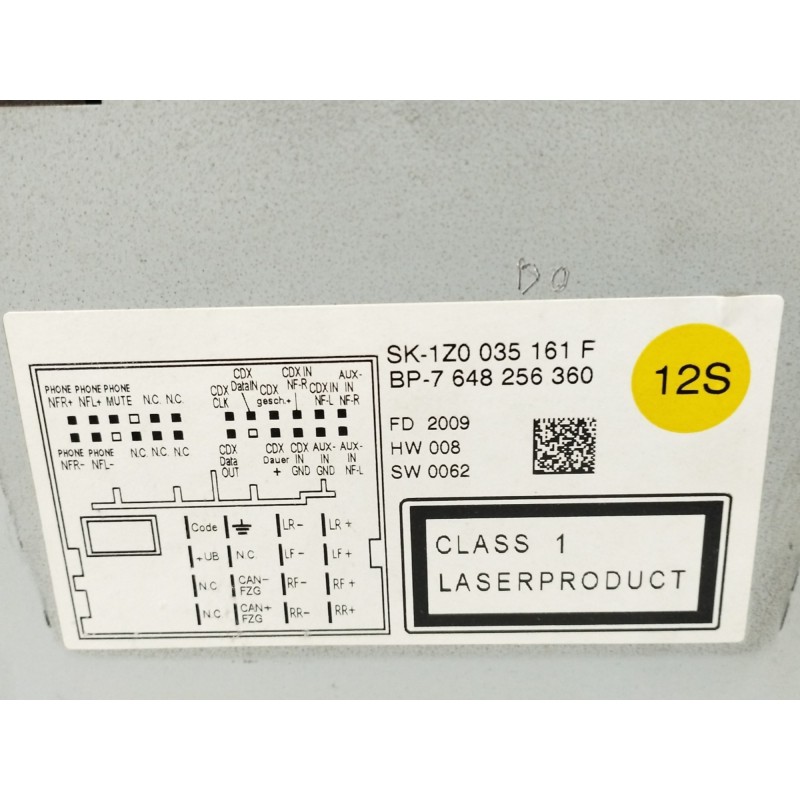 DO
SK-1Z0 035 161 F
BP-7 648 256 360
12S
FD 2009
HW 008
SW 0062
CLASS 1
LASERPRODUCT
PHONE PHONE PHONE
NFR+ NFL+ MUTE N.C. N.C.
PHONE PHONE
NFR- NFL- N.C. N.C. N.C.
CDX CLK
CDX DataIN
CDX gesch.+
CDX IN NF-R
CDX IN NF-L
AUX-IN NF-R
CDX Data OUT
CDX Dauer +
CDX IN GND
AUX-IN GND
AUX-IN NF-L
Code LR- LR+
+UB N.C LF- LF+
N.C CAN- FZG RF- RF+
N.C CAN+ FZG RR- RR+